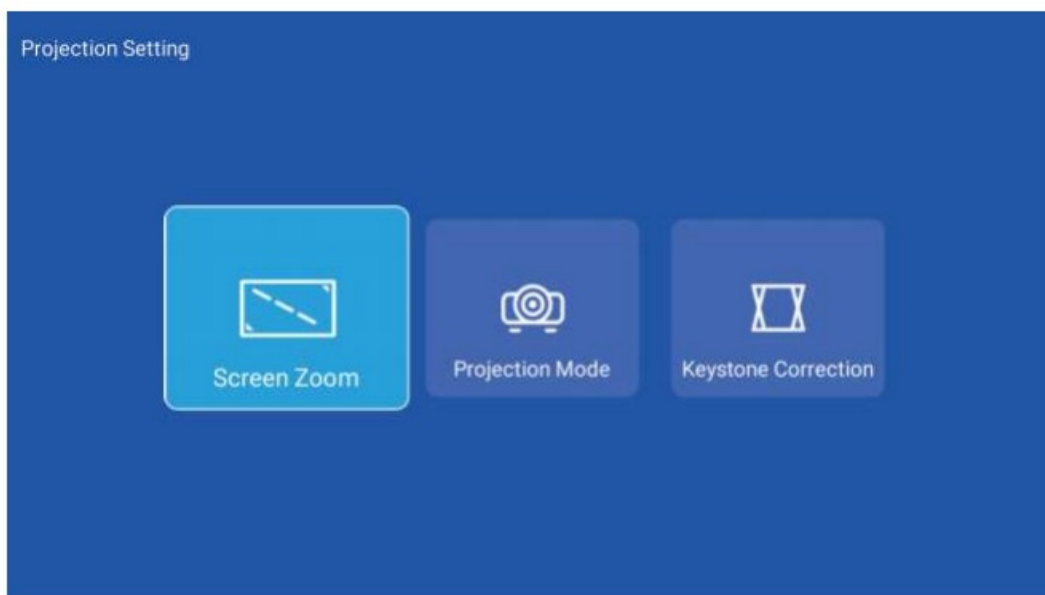 Projection Setting
Screen Zoom
Projection Mode
Keystone Correction